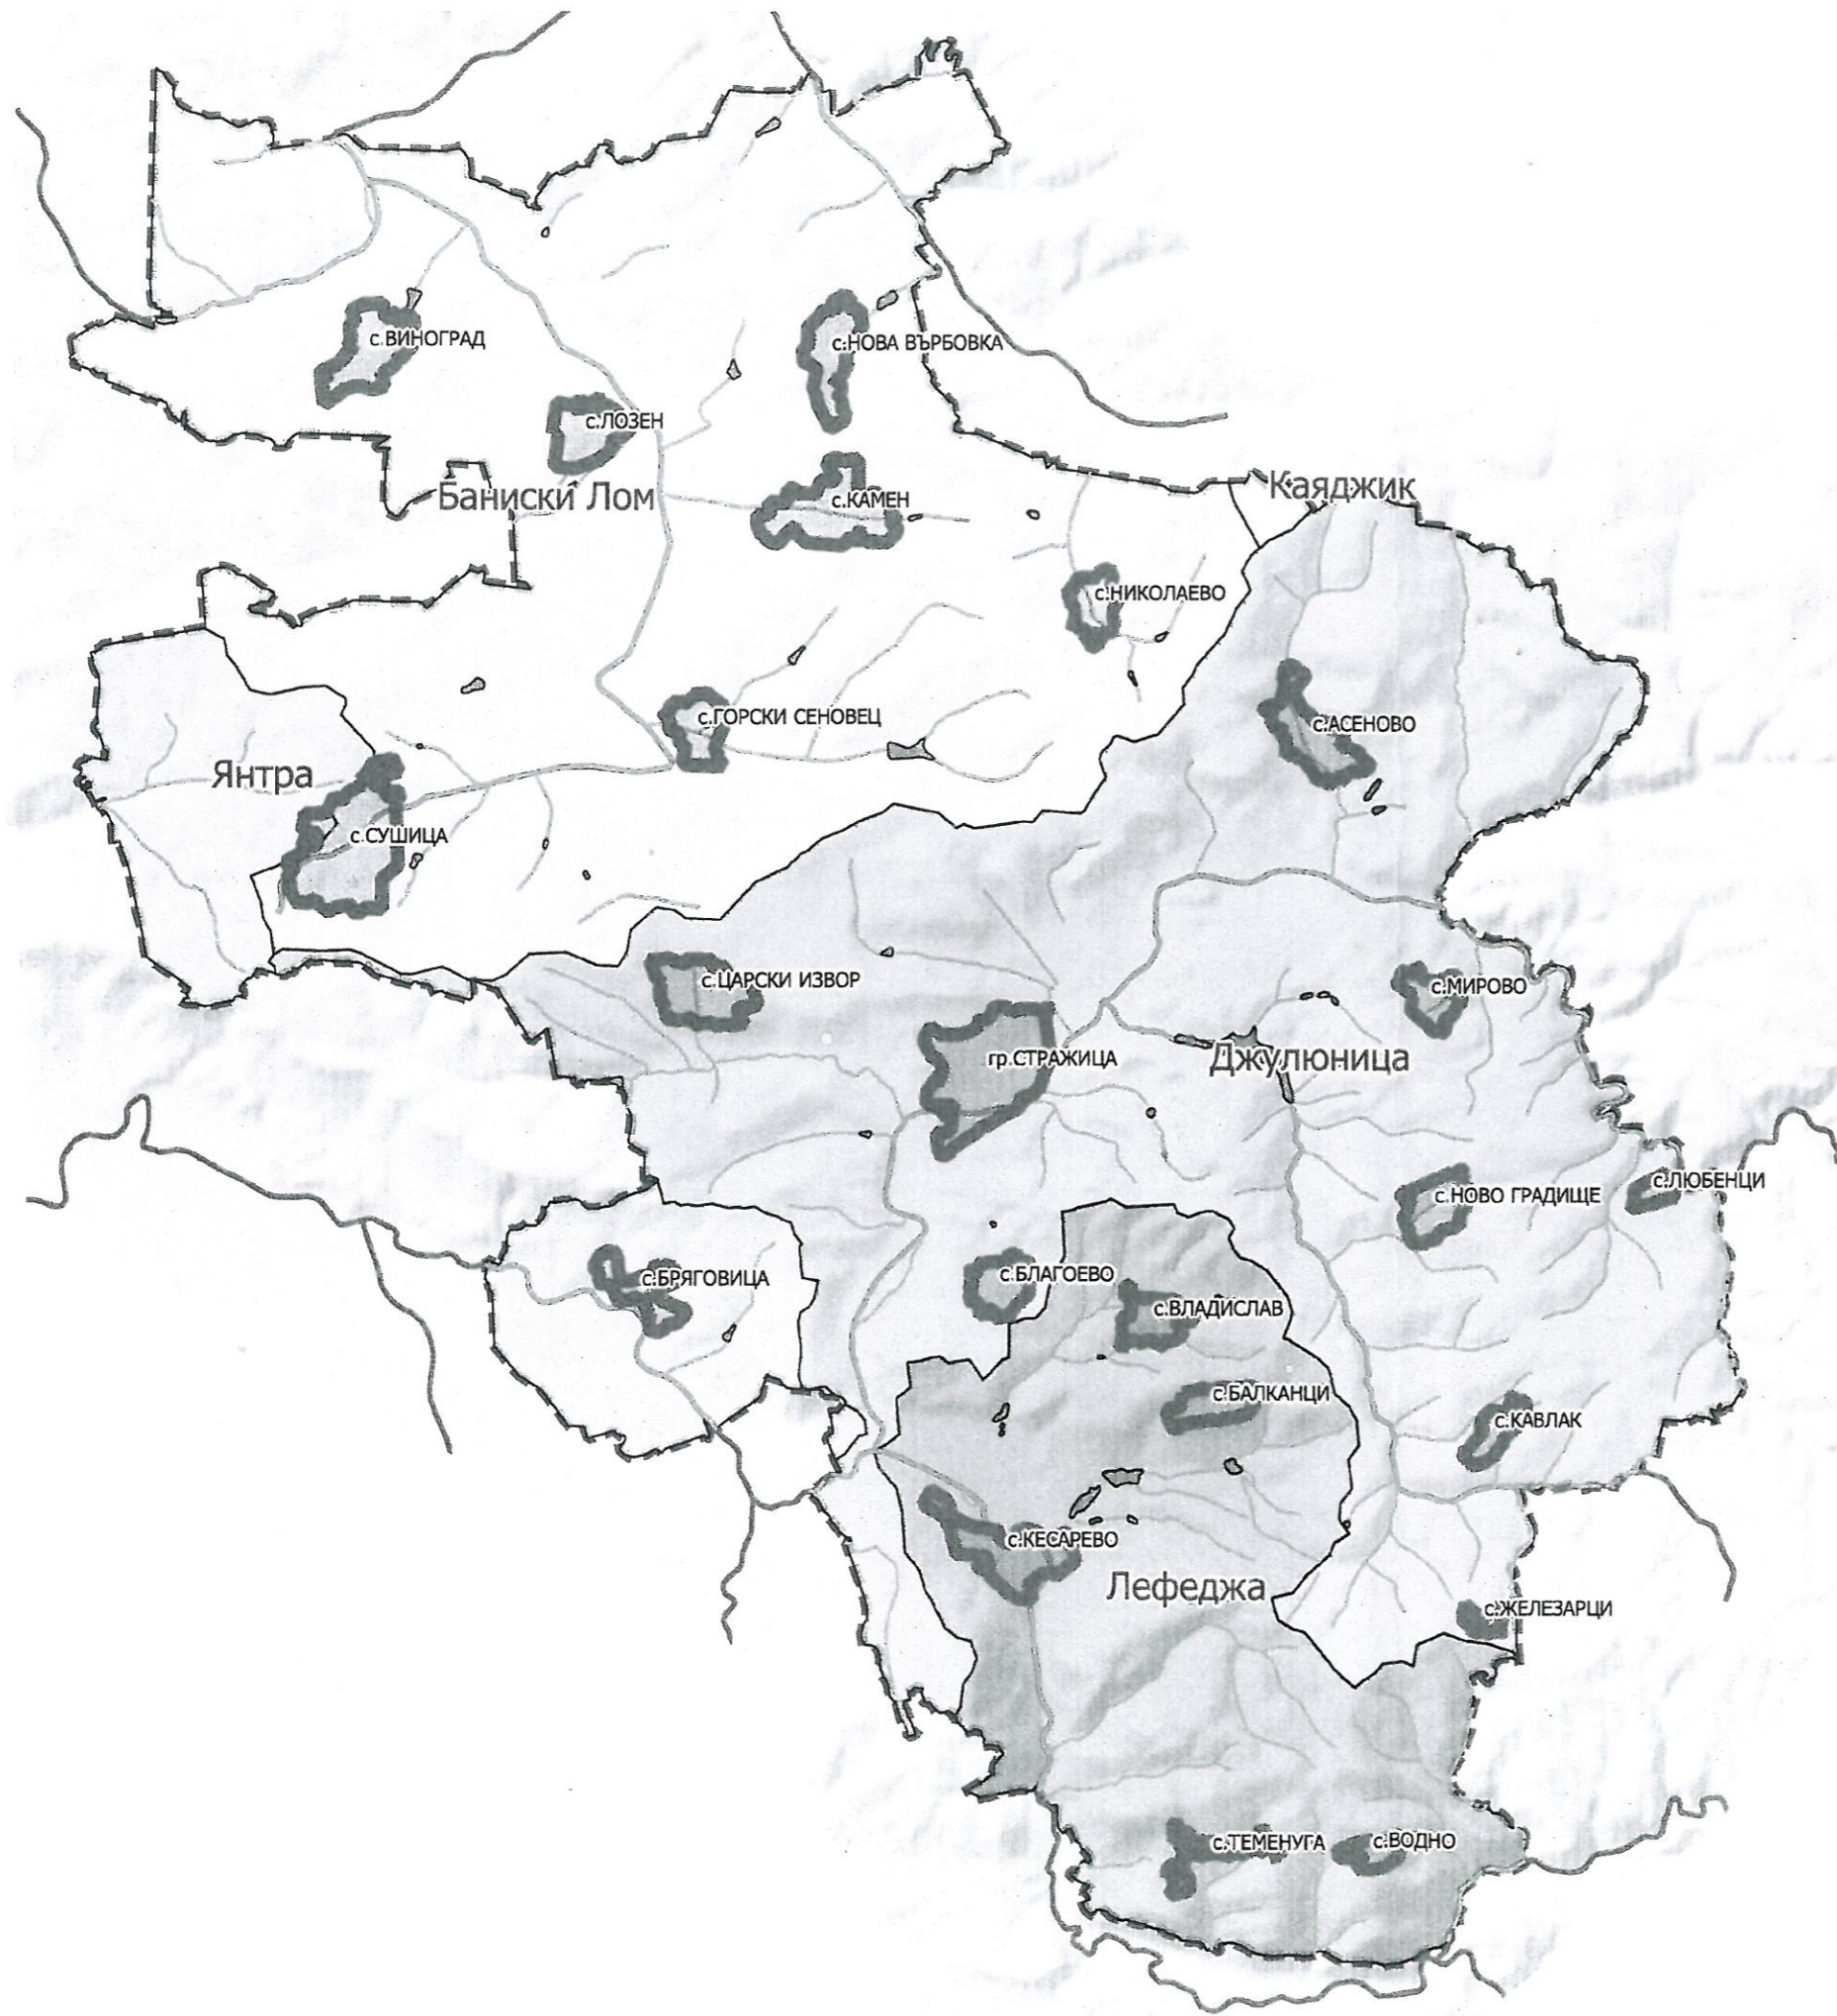 с.ВИНОГРАД
с.НОВА ВЪРБОВКА
с.ЛОЗЕН
Баниски Лом
с.КАМЕН
Каяджик
с.НИКОЛАЕВО
с.ГОРСКИ СЕНОВЕЦ
с.АСЕНОВО
Янтра
с.СУШИЦА
с.ЦАРСКИ ИЗВОР
с.МИРОВО
гр.СТРАЖИЦА
Джулюница
с.ЛЮБЕНЦИ
с.НОВО ГРАДИЩЕ
с.БРЯГОВИЦА
с.БЛАГОЕВО
с.ВЛАДИСЛАВ
с.БАЛКАНЦИ
с.КАВЛАК
с.КЕСАРЕВО
Лефеджа
с.ЖЕЛЕЗАРЦИ
с.ТЕМЕНУГА
с.ВОДНО